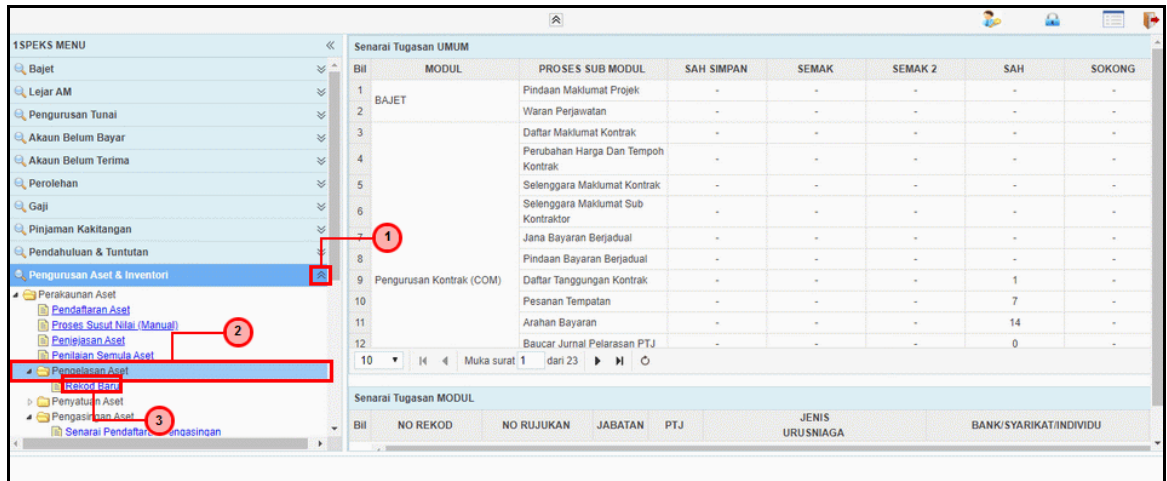 1SPEKS MENU
Bajet
Lejar AM
Pengurusan Tunai
Akaun Belum Bayar
Akaun Belum Terima
Perolehan
Gaji
Pinjaman Kakitangan
Pendahuluan & Tuntutan
Pengurusan Aset & Inventori
Perakaunan Aset
Pendaftaran Aset
Proses Susut Nilai (Manual)
Penjejasan Aset
Penilaian Semula Aset
Pengelasan Aset
Rekod Baru
Penyatuan Aset
Pengasingan Aset
Senarai Pendaftaran Pengasingan
1
2
3
Senarai Tugasan UMUM
Bil MODUL PROSES SUB MODUL SAH SIMPAN SEMAK SEMAK 2 SAH SOKONG
1 BAJET Pindaan Maklumat Projek - - - - -
2 Waran Perjawatan - - - - -
3 Daftar Maklumat Kontrak - - - - -
4 Perubahan Harga Dan Tempoh
Kontrak - - - - -
5 Selenggara Maklumat Kontrak - - - - -
6 Selenggara Maklumat Sub
Kontraktor - - - - -
7 Jana Bayaran Berjadual - - - - -
8 Pindaan Bayaran Berjadual - - - - -
9 Pengurusan Kontrak (COM) Daftar Tanggungan Kontrak - - - 1 -
10 Pesanan Tempatan - - - 7 -
11 Arahan Bayaran - - - 14 -
12 Baucar Jurnal Pelarasan PTJ - - - 0 -
10 Muka surat 1 dari 23
Senarai Tugasan MODUL
Bil NO REKOD NO RUJUKAN JABATAN PTJ JENIS
URUSNIAGA BANK/SYARIKAT/INDIVIDU